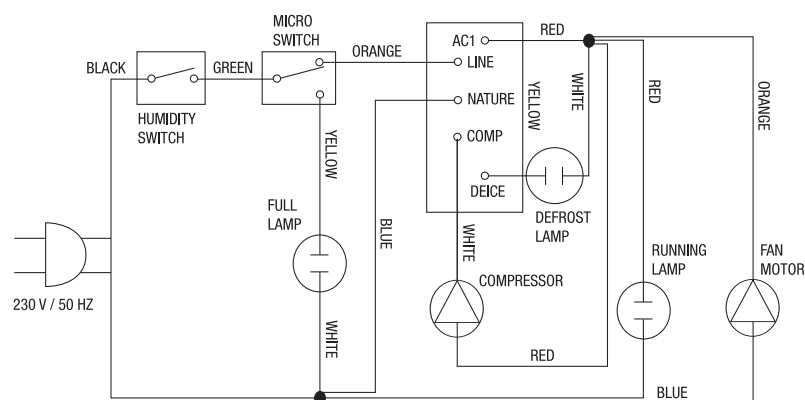 MICRO
SWITCH
BLACK
GREEN
ORANGE
HUMIDITY
SWITCH
AC1
LINE
NATURE
COMP
DEICE
RED
YELLOW
WHITE
RED
ORANGE
YELLOW
FULL
LAMP
BLUE
WHITE
DEFROST
LAMP
COMPRESSOR
RUNNING
LAMP
FAN
MOTOR
230 V / 50 HZ
WHITE
RED
BLUE